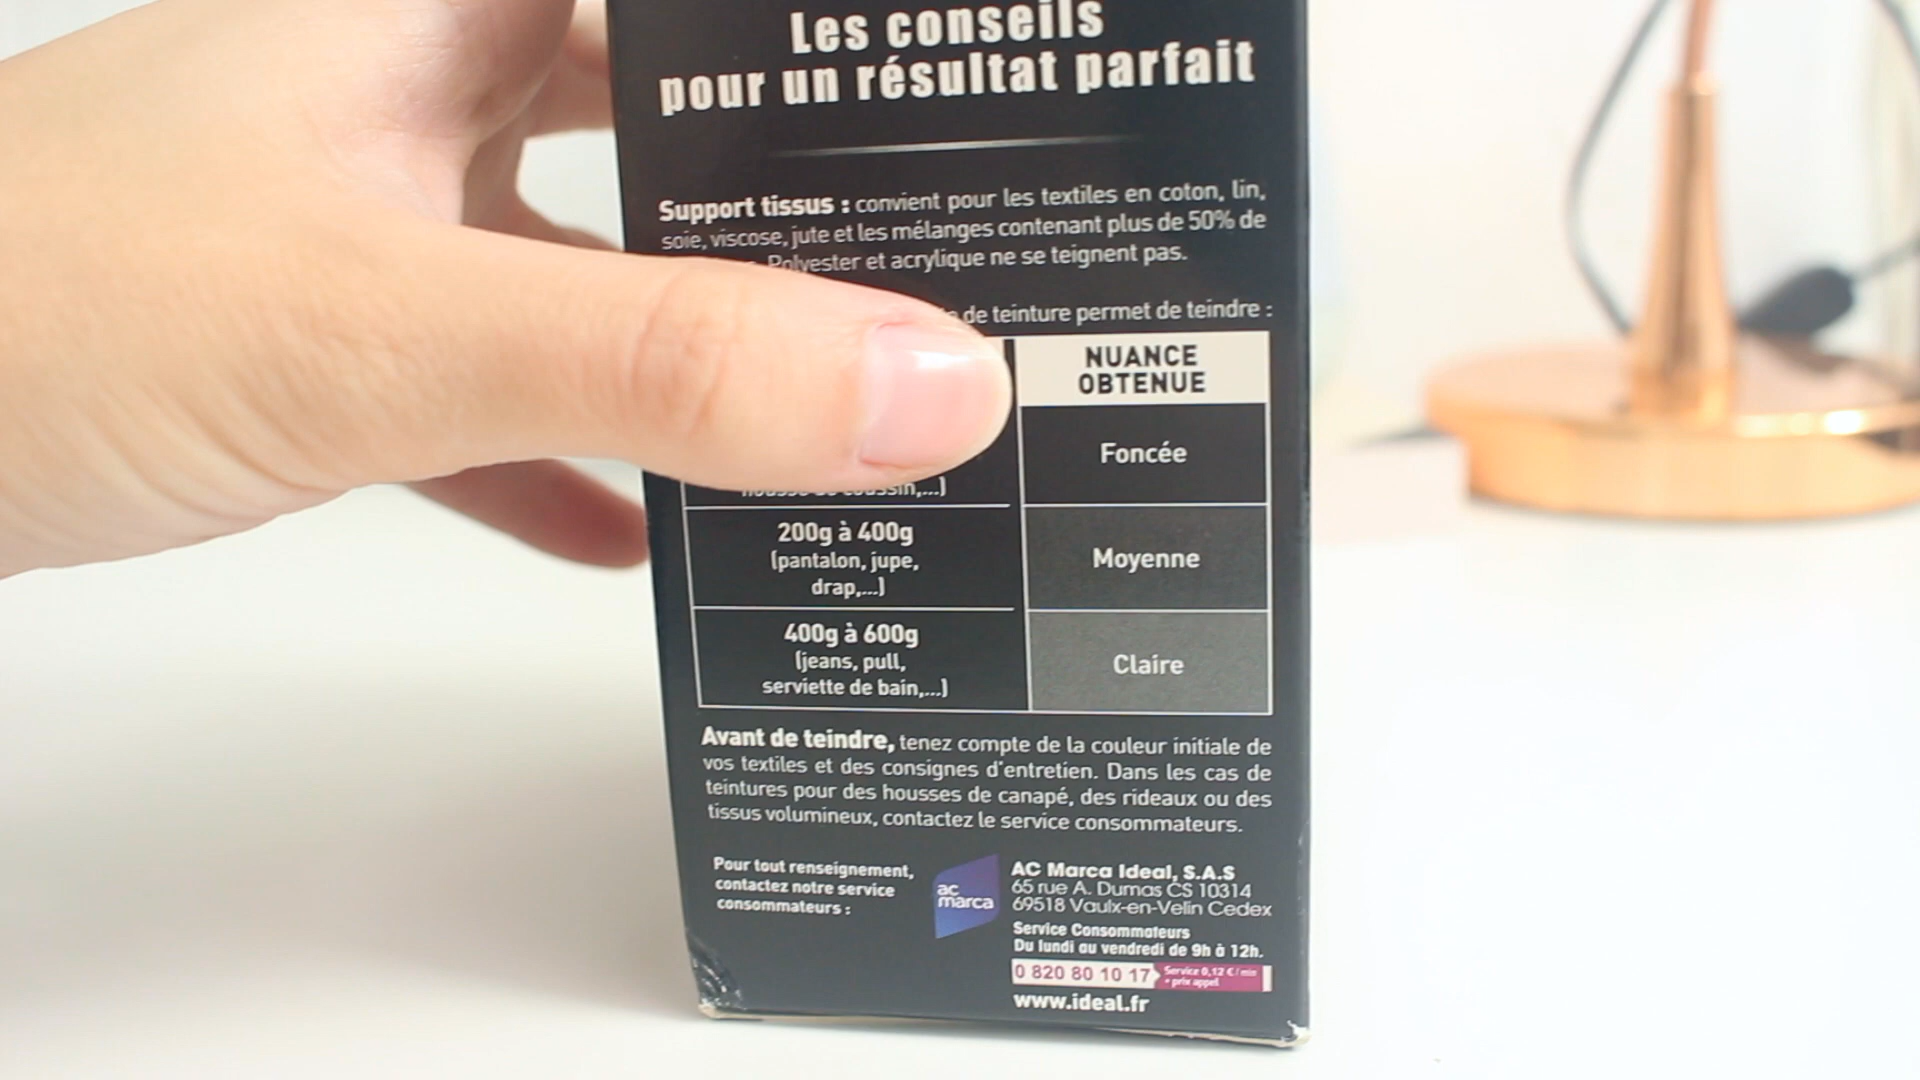 Les conseils
pour un résultat parfait
Support tissus : convient pour les textiles en coton, lin,
soie, viscose, jute et les mélanges contenant plus de 50% de
Polyester et acrylique ne se teignent pas.
de teinture permet de teindre :
NUANCE
OBTENUE
Foncée
200g à 400g
(pantalon, jupe,
drap,...)
Moyenne
400g à 600g
(jeans, pull,
serviette de bain,...)
Claire
Avant de teindre, tenez compte de la couleur initiale de
vos textiles et des consignes d'entretien. Dans les cas de
teintures pour des housses de canapé, des rideaux ou des
tissus volumineux, contactez le service consommateurs.
Pour tout renseignement,
contactez notre service
consommateurs :
ac
marca
AC Marca Ideal, S.A.S
65 rue A. Dumas CS 10314
69518 Vaulx-en-Velin Cedex
Service Consommateurs
Du lundi au vendredi de 9h à 12h.
0 820 80 10 17
Service 0,12 € / min
+ prix appel
www.ideal.fr